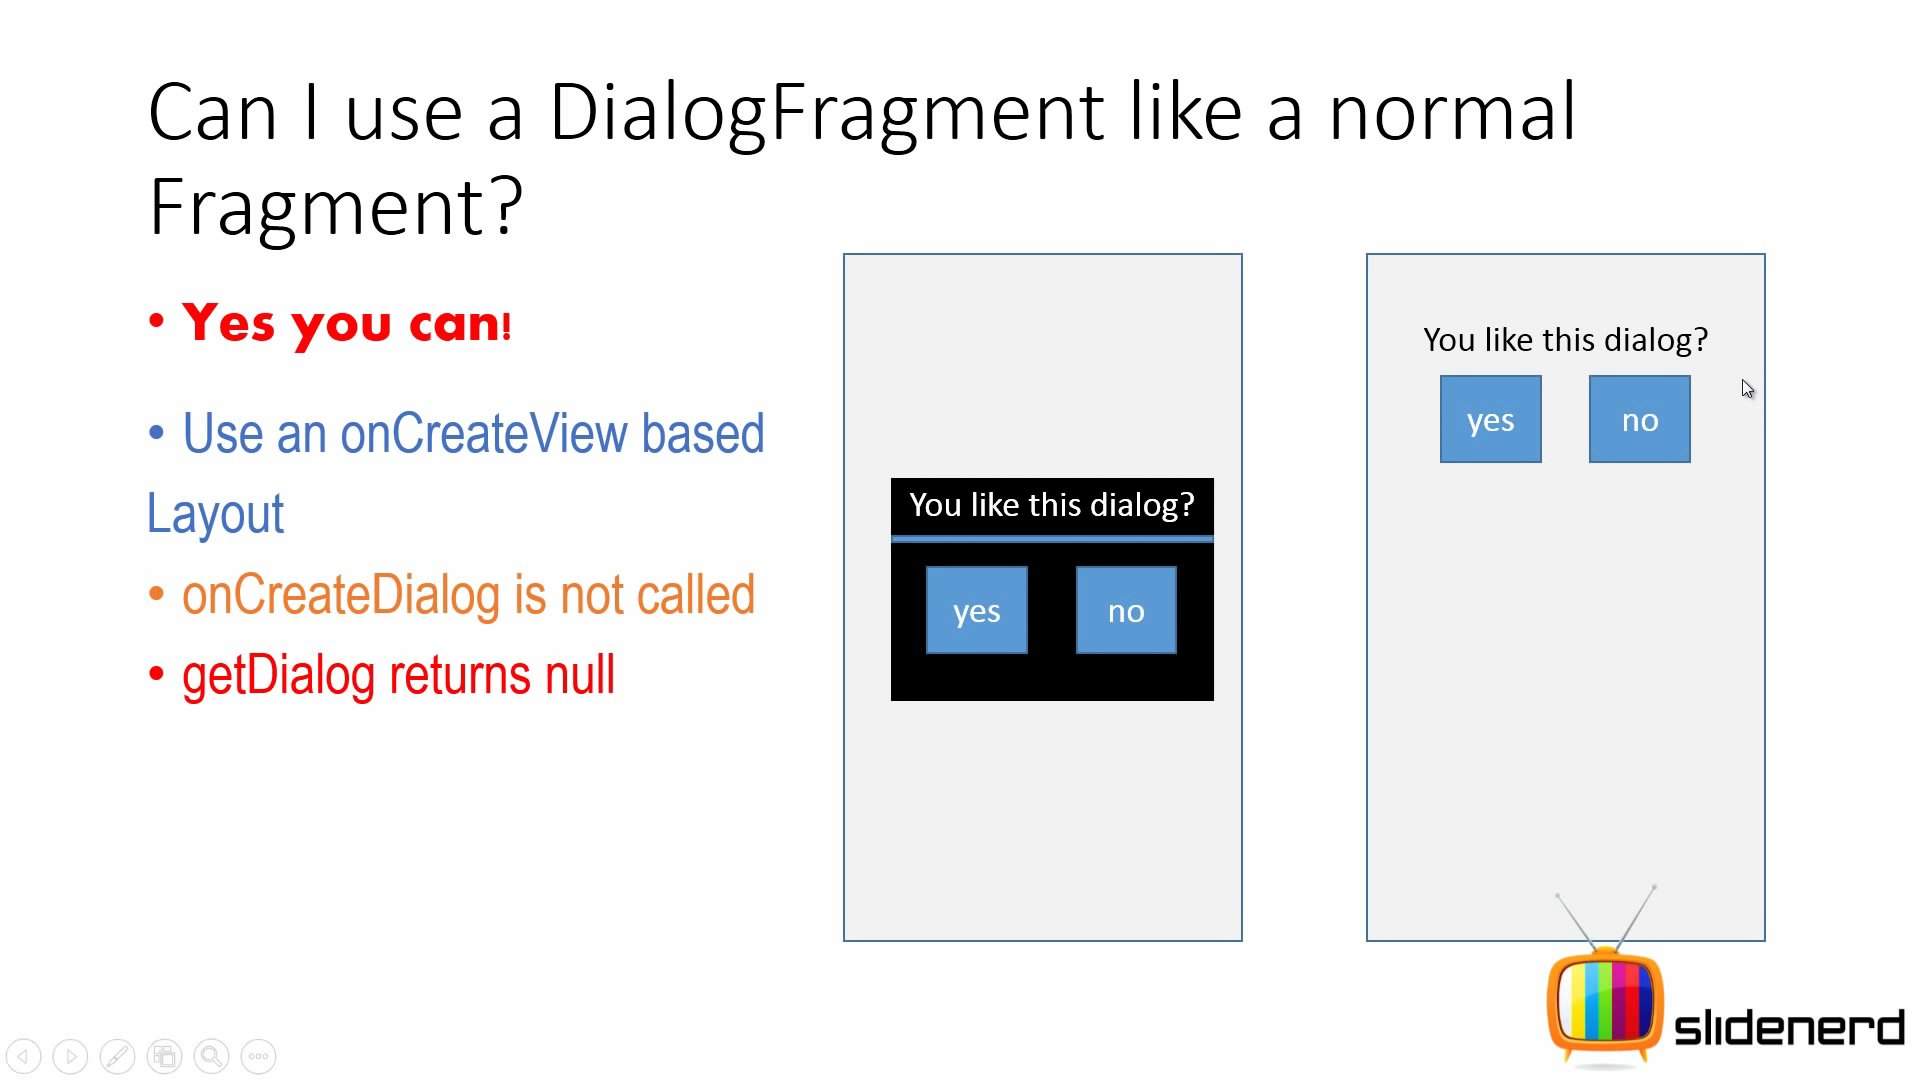 Can I use a DialogFragment like a normal
Fragment?
• Yes you can!
• Use an onCreateView based
Layout
• onCreateDialog is not called
• getDialog returns null
You like this dialog?
yes no
You like this dialog?
yes no
slidenerd